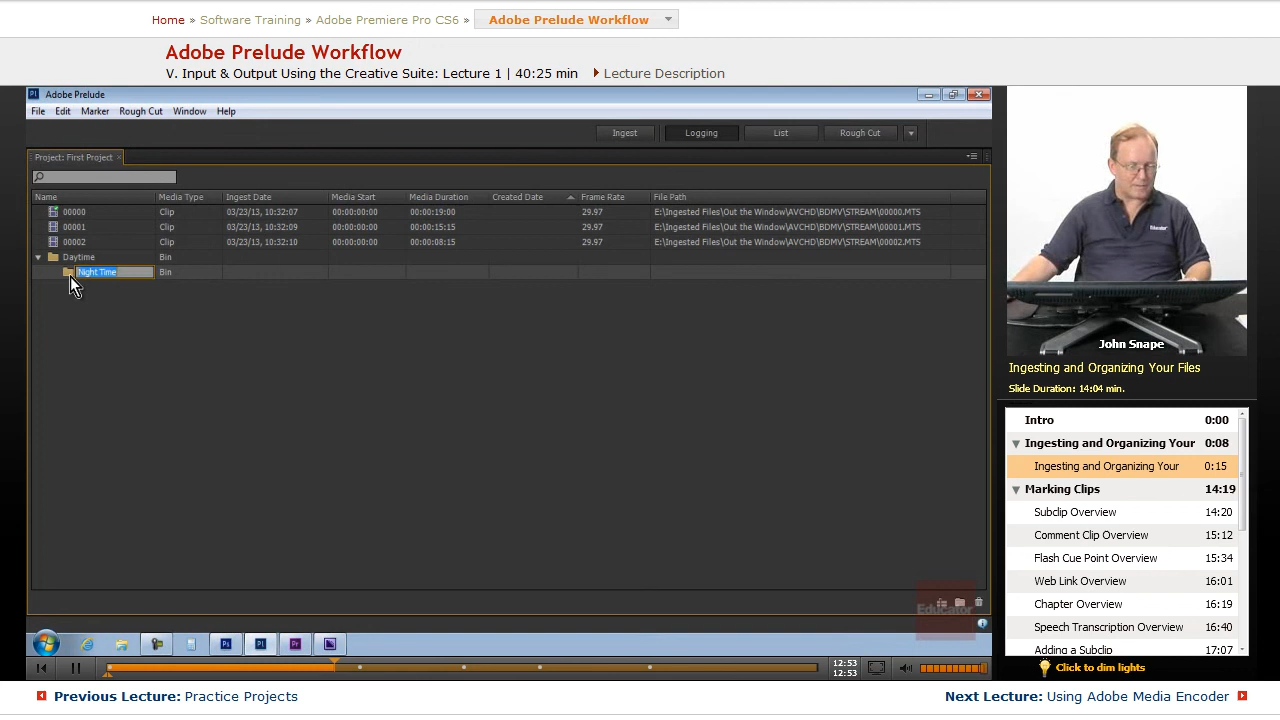 Home » Software Training » Adobe Premiere Pro CS6 » Adobe Prelude Workflow
Adobe Prelude Workflow
V. Input & Output Using the Creative Suite: Lecture 1 | 40:25 min Lecture Description
Pl Adobe Prelude
File Edit Marker Rough Cut Window Help
Ingest Logging List Rough Cut
Project: First Project ×
Name Media Type Ingest Date Media Start Media Duration Created Date Frame Rate File Path
00000 Clip 03/23/13, 10:32:07 00:00:00:00 00:00:19:00 29.97 E:\Ingested Files\Out the Window\AVCHD\BDMV\STREAM\00000.MTS
00001 Clip 03/23/13, 10:32:09 00:00:00:00 00:00:15:15 29.97 E:\Ingested Files\Out the Window\AVCHD\BDMV\STREAM\00001.MTS
00002 Clip 03/23/13, 10:32:10 00:00:00:00 00:00:08:15 29.97 E:\Ingested Files\Out the Window\AVCHD\BDMV\STREAM\00002.MTS
Daytime Bin
Night Time Bin
Educator
Ps Pl Pr
12:53
12:53
Educator
John Snape
Ingesting and Organizing Your Files
Slide Duration: 14:04 min.
Intro 0:00
Ingesting and Organizing Your 0:08
Ingesting and Organizing Your 0:15
Marking Clips 14:19
Subclip Overview 14:20
Comment Clip Overview 15:12
Flash Cue Point Overview 15:34
Web Link Overview 16:01
Chapter Overview 16:19
Speech Transcription Overview 16:40
Adding a Subclip 17:07
Click to dim lights
Previous Lecture: Practice Projects
Next Lecture: Using Adobe Media Encoder